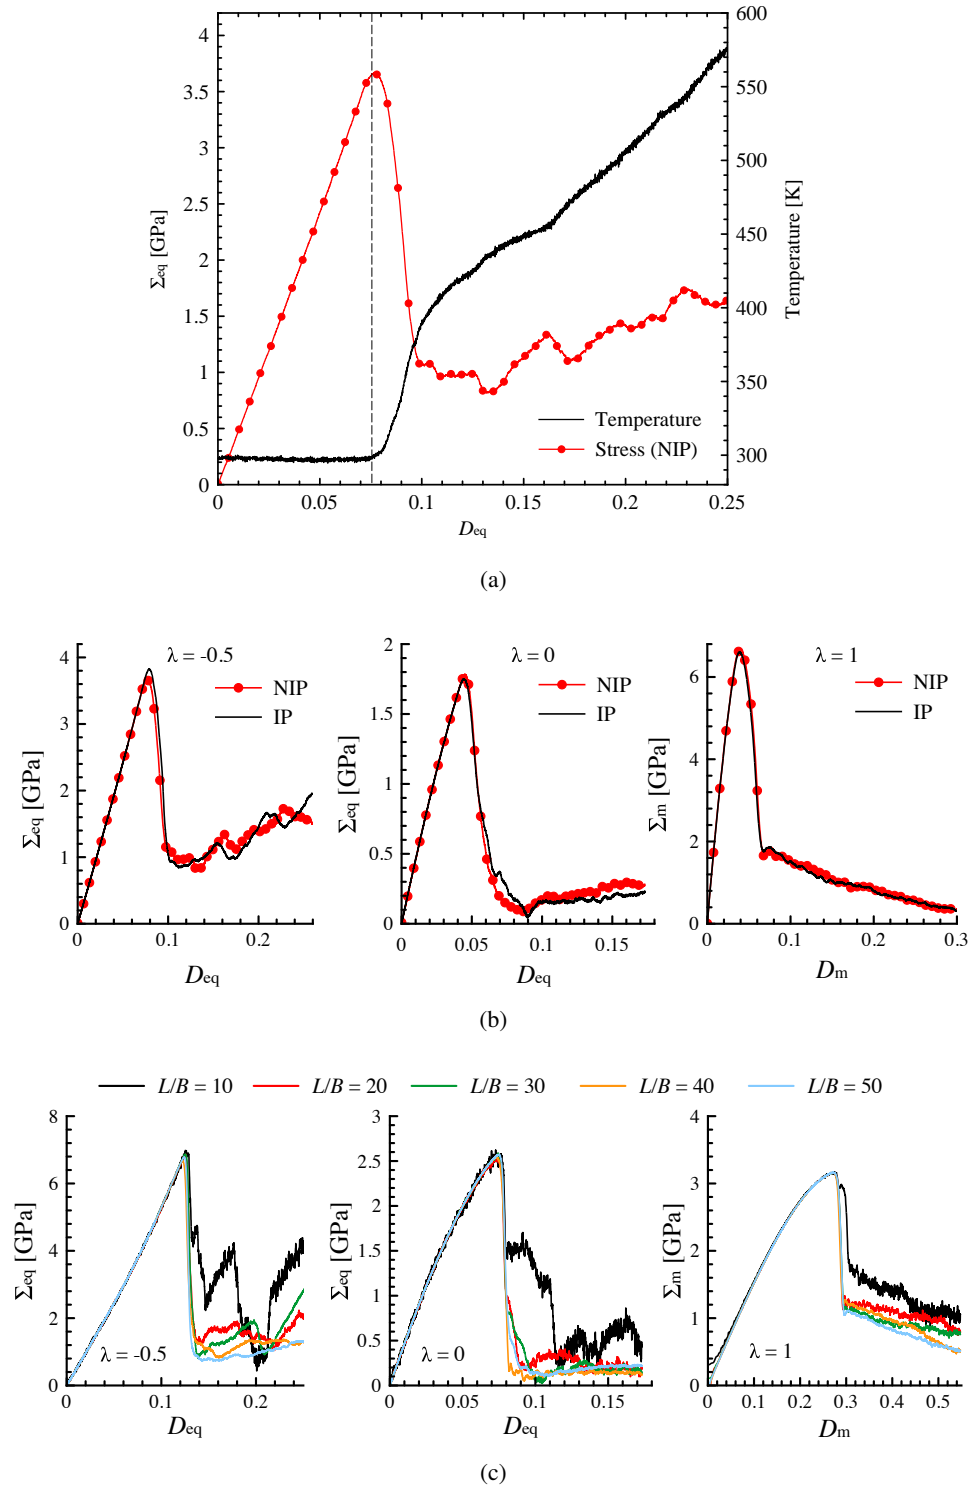 4
3.5
3
2.5
2
1.5
1
0.5
0
Σeq [GPa]
600
550
500
450
400
350
300
Temperature [K]
Temperature
Stress (NIP)
0 0.05 0.1 0.15 0.2 0.25
Deq
(a)
4
3
2
1
0
Σeq [GPa]
λ = -0.5
NIP
IP
0 0.1 0.2
Deq
2
1.5
1
0.5
0
Σeq [GPa]
λ = 0
NIP
IP
0 0.05 0.1 0.15
Deq
6
4
2
0
Σm [GPa]
λ = 1
NIP
IP
0 0.1 0.2 0.3
Dm
(b)
L/B = 10 L/B = 20 L/B = 30 L/B = 40 L/B = 50
8
6
4
2
0
Σeq [GPa]
λ = -0.5
0 0.1 0.2
Deq
3
2.5
2
1.5
1
0.5
0
Σeq [GPa]
λ = 0
0 0.05 0.1 0.15
Deq
4
3
2
1
0
Σm [GPa]
λ = 1
0 0.1 0.2 0.3 0.4 0.5
Dm
(c)